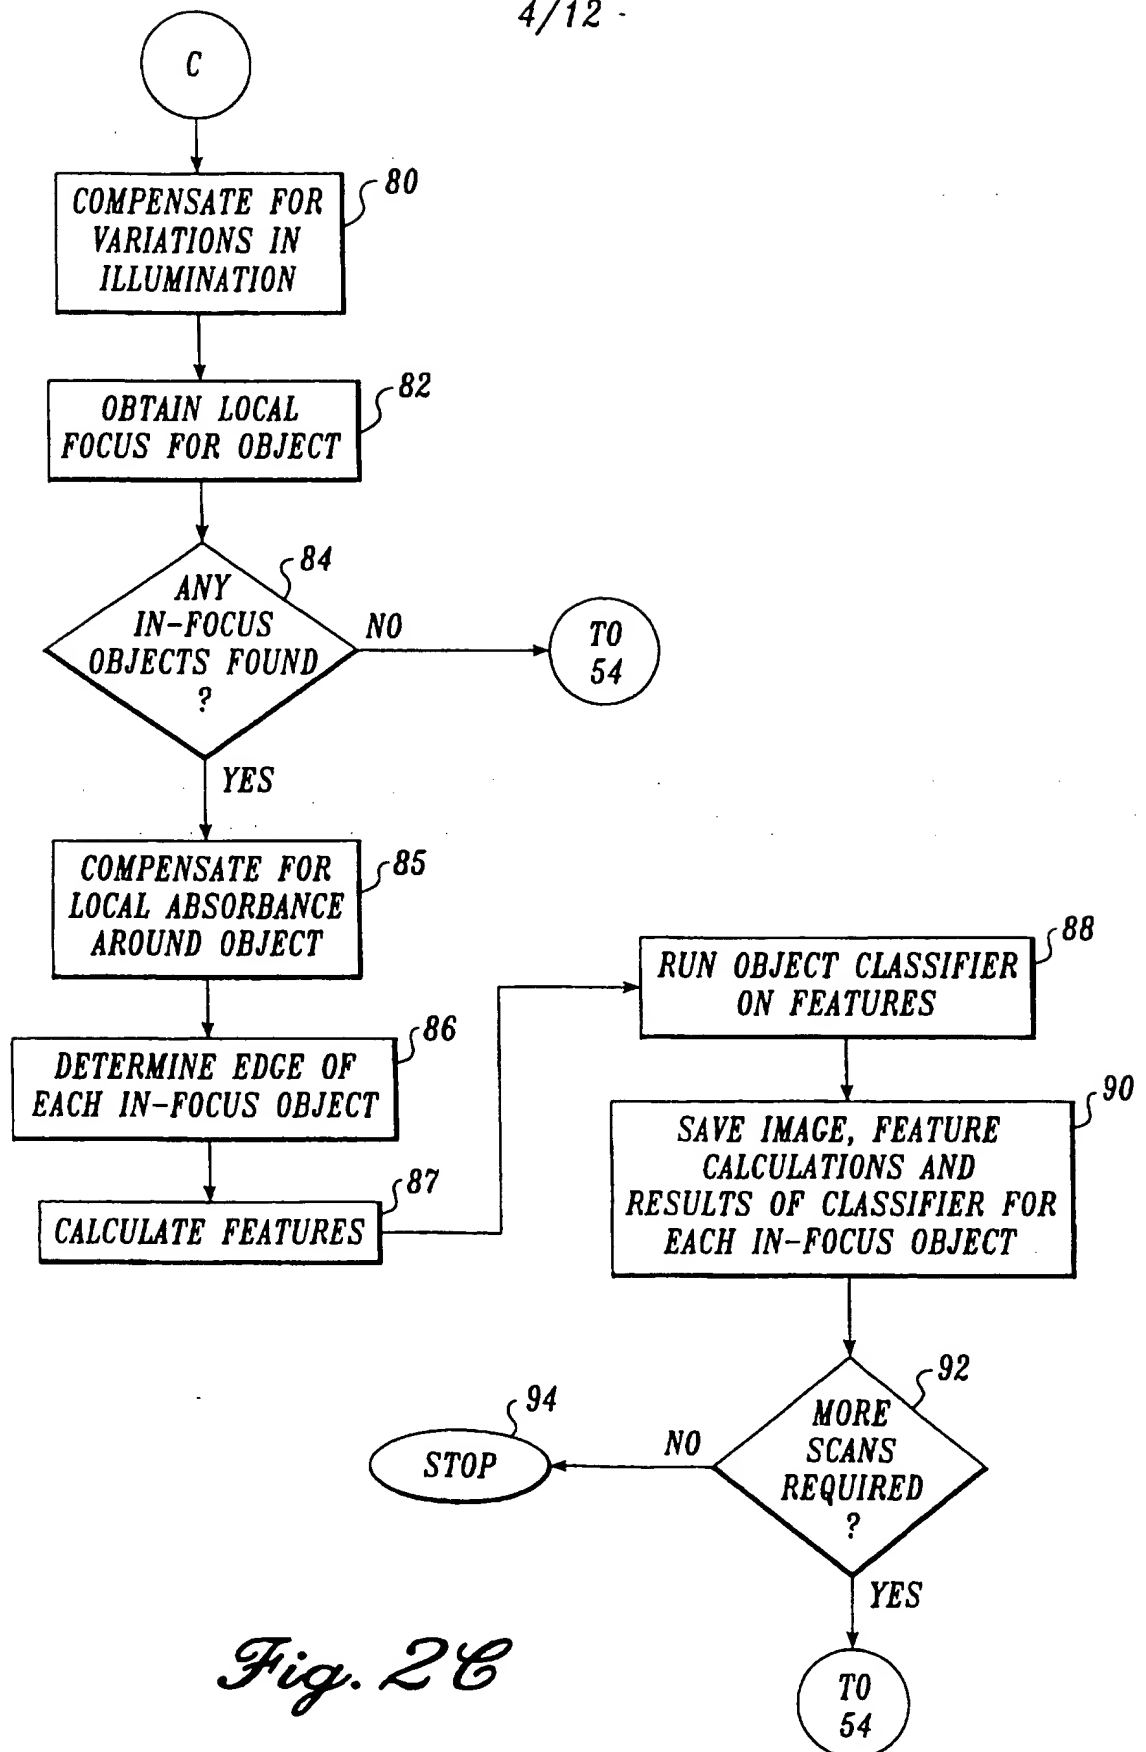 4/12
C
80
COMPENSATE FOR
VARIATIONS IN
ILLUMINATION
82
OBTAIN LOCAL
FOCUS FOR OBJECT
84
ANY
IN-FOCUS
OBJECTS FOUND
?
NO
TO
54
YES
85
COMPENSATE FOR
LOCAL ABSORBANCE
AROUND OBJECT
86
DETERMINE EDGE OF
EACH IN-FOCUS OBJECT
87
CALCULATE FEATURES
88
RUN OBJECT CLASSIFIER
ON FEATURES
90
SAVE IMAGE, FEATURE
CALCULATIONS AND
RESULTS OF CLASSIFIER FOR
EACH IN-FOCUS OBJECT
92
MORE
SCANS
REQUIRED
?
NO
94
STOP
YES
TO
54
Fig. 2C